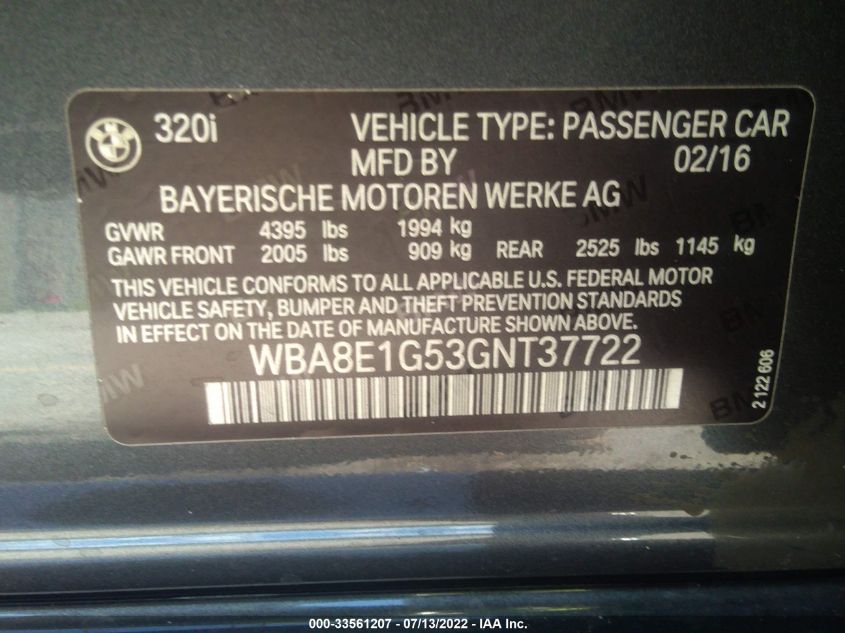 320i VEHICLE TYPE: PASSENGER CAR
MFD BY 02/16
BAYERISCHE MOTOREN WERKE AG
GVWR 4395 lbs 1994 kg
GAWR FRONT 2005 lbs 909 kg REAR 2525 lbs 1145 kg
THIS VEHICLE CONFORMS TO ALL APPLICABLE U.S. FEDERAL MOTOR
VEHICLE SAFETY, BUMPER AND THEFT PREVENTION STANDARDS
IN EFFECT ON THE DATE OF MANUFACTURE SHOWN ABOVE.
WBA8E1G53GNT37722
2 122 606
000-33561207 - 07/13/2022 - IAA Inc.